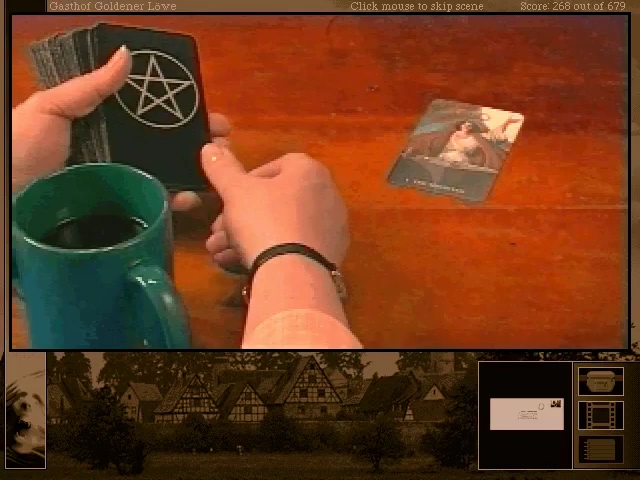 Gasthof Goldener Löwe
Click mouse to skip scene
Score: 268 out of 679